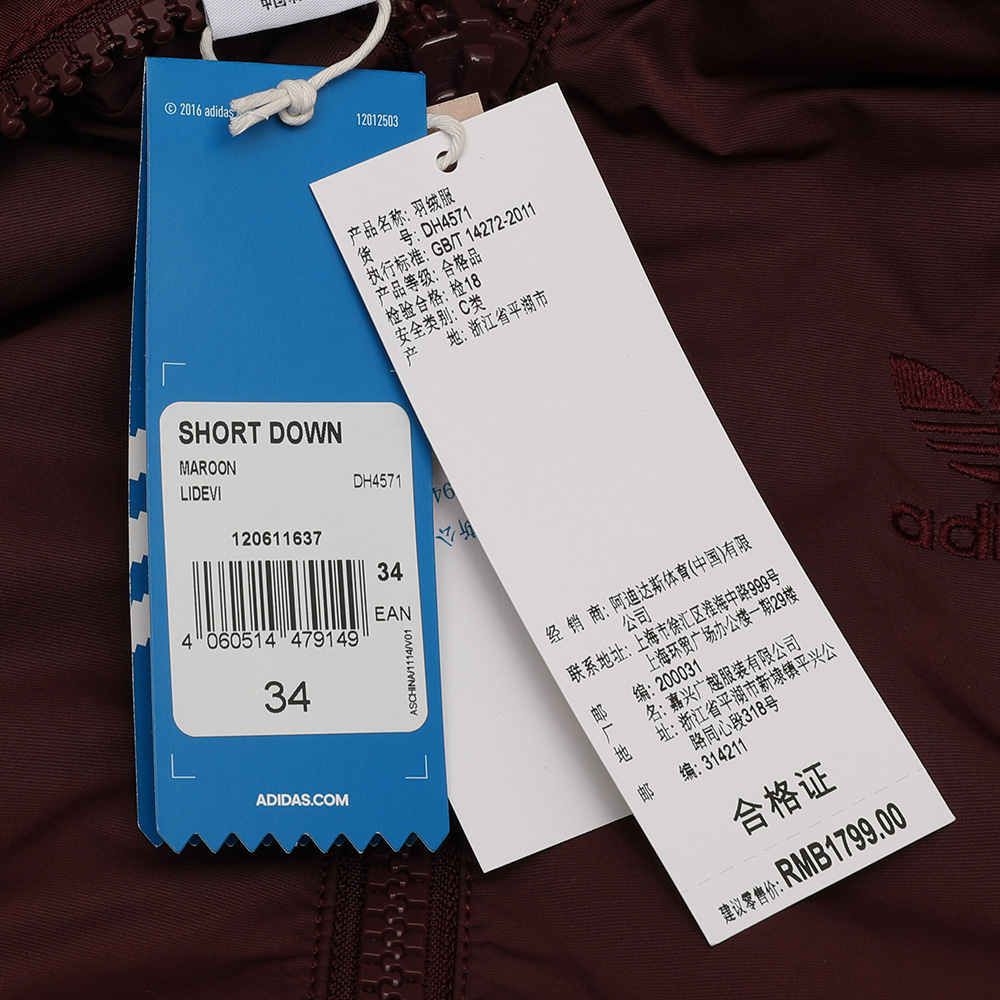 © 2016 adidas
12012503
SHORT DOWN
MAROON
LIDEVI
DH4571
120611637
34
EAN
4 060514 479149
34
ASCHINA/1114/V01
ADIDAS.COM
产品名称: 羽绒服
货 号: DH4571
执行标准: GB/T 14272-2011
产品等级: 合格品
检验合格: 检18
安全类别: C类
产 地: 浙江省平湖市
经 销 商: 阿迪达斯体育(中国)有限
公司
联系地址: 上海市徐汇区淮海中路999号
上海环贸广场办公楼一期29楼
邮 编: 200031
厂 名: 嘉兴广越服装有限公司
地 址: 浙江省平湖市新埭镇平兴公
路同心段318号
邮 编: 314211
合格证
建议零售价: RMB1799.00